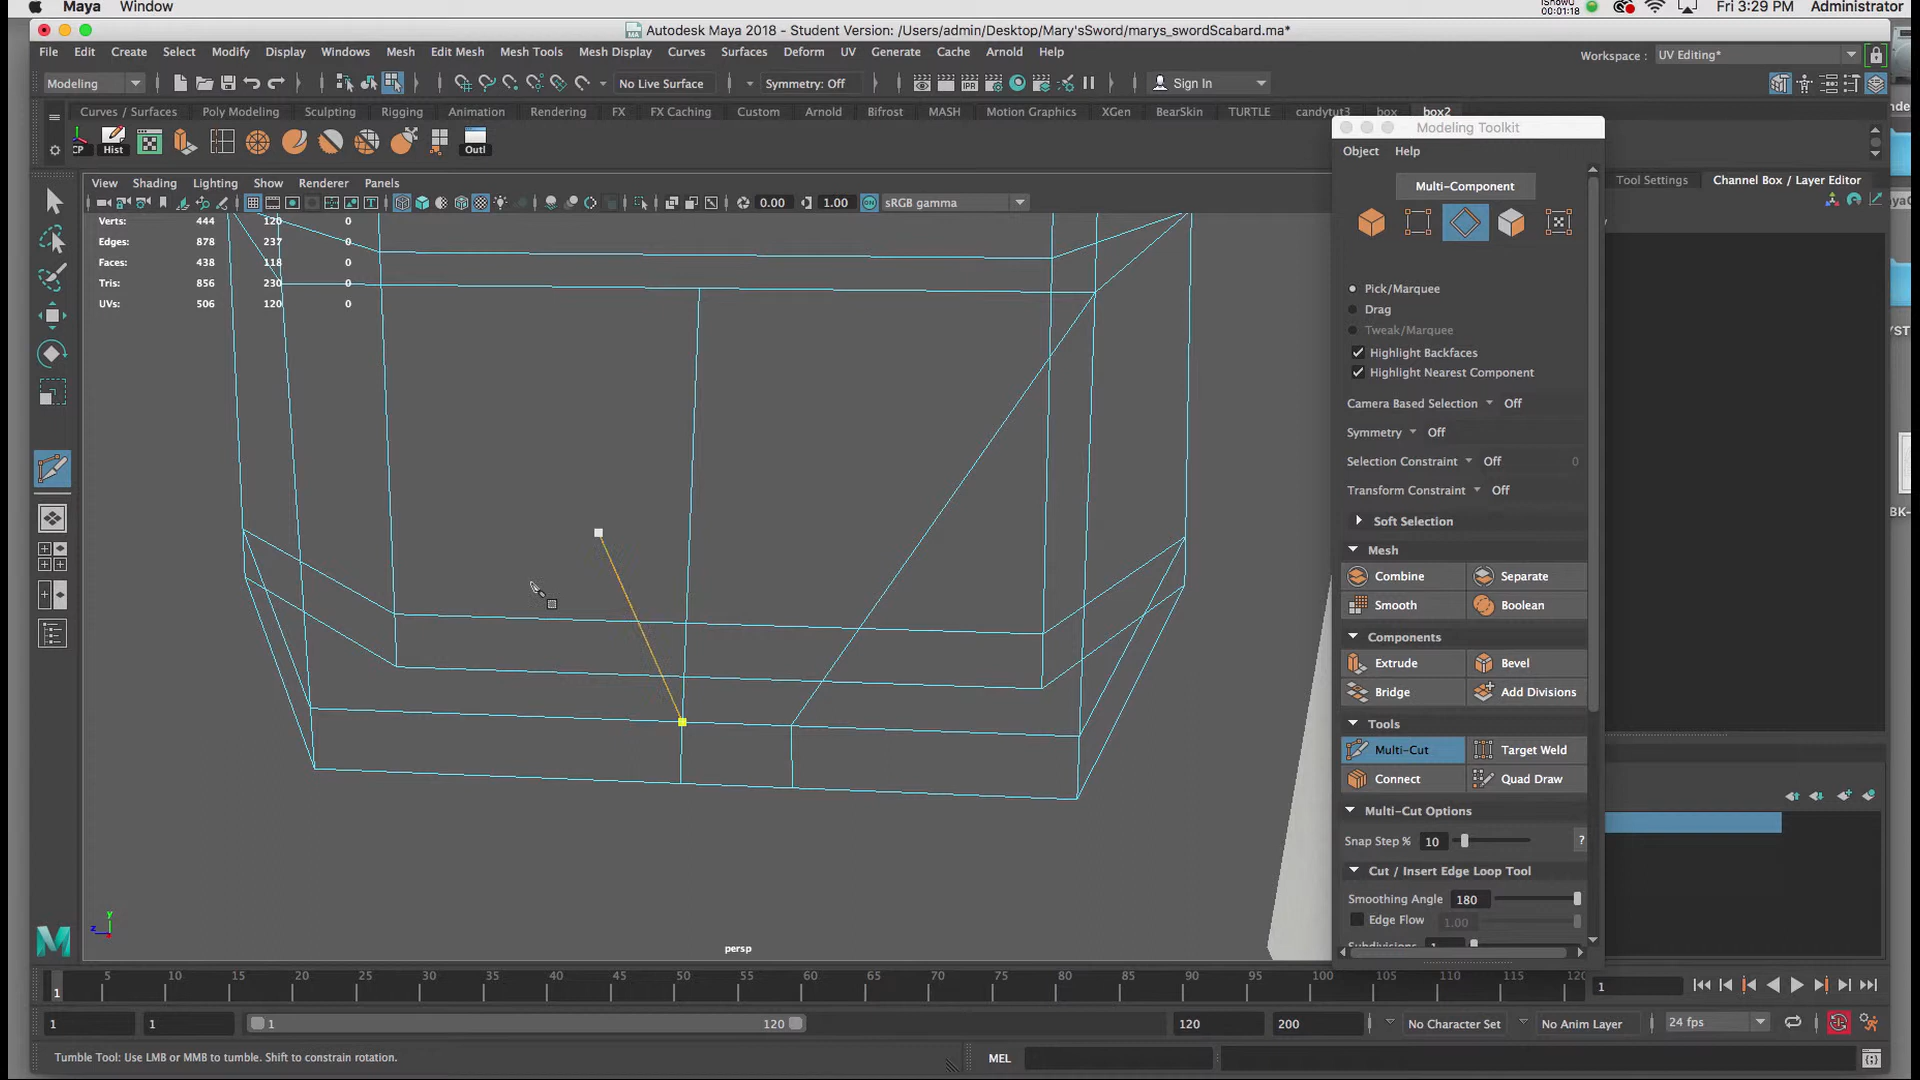 Maya Window
iShowU
00:01:18
Fri 3:29 PM Administrator
Autodesk Maya 2018 - Student Version: /Users/admin/Desktop/Mary'sSword/marys_swordScabard.ma*
File Edit Create Select Modify Display Windows Mesh Edit Mesh Mesh Tools Mesh Display Curves Surfaces Deform UV Generate Cache Arnold Help
Workspace : UV Editing*
Modeling No Live Surface Symmetry: Off Sign In
Curves / Surfaces Poly Modeling Sculpting Rigging Animation Rendering FX FX Caching Custom Arnold Bifrost MASH Motion Graphics XGen BearSkin TURTLE candytut3 box box2
CP Hist Outl
View Shading Lighting Show Renderer Panels
0.00 1.00 sRGB gamma
Verts: 444 120 0
Edges: 878 237 0
Faces: 438 118 0
Tris: 856 230 0
UVs: 506 120 0
persp
y
z
Modeling Toolkit
Object Help
Multi-Component
Pick/Marquee
Drag
Tweak/Marquee
Highlight Backfaces
Highlight Nearest Component
Camera Based Selection Off
Symmetry Off
Selection Constraint Off 0
Transform Constraint Off
Soft Selection
Mesh
Combine Separate
Smooth Boolean
Components
Extrude Bevel
Bridge Add Divisions
Tools
Multi-Cut Target Weld
Connect Quad Draw
Multi-Cut Options
Snap Step % 10 ?
Cut / Insert Edge Loop Tool
Smoothing Angle 180
Edge Flow 1.00
Subdivisions 1
Tool Settings Channel Box / Layer Editor
5 10 15 20 25 30 35 40 45 50 55 60 65 70 75 80 85 90 95 100 105 110 115 120
1 1
1 1 1 120 120 200 No Character Set No Anim Layer 24 fps
Tumble Tool: Use LMB or MMB to tumble. Shift to constrain rotation. MEL